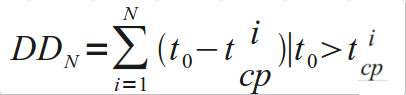 DD_N = \sum_{i=1}^{N} (t_0 - t_{cp}^{i}) | t_0 > t_{cp}^{i}